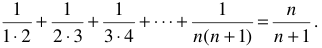 1/(1·2) + 1/(2·3) + 1/(3·4) + ··· + 1/(n(n+1)) = n/(n+1).